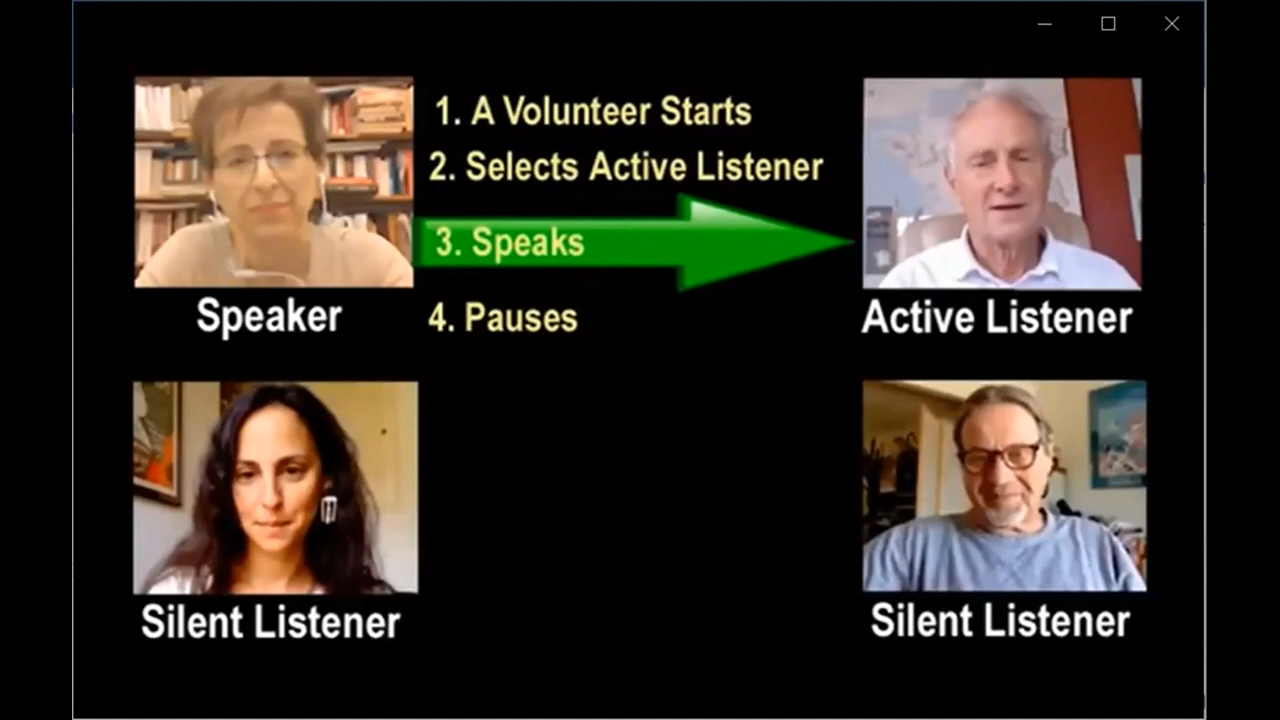 1. A Volunteer Starts
2. Selects Active Listener
3. Speaks
4. Pauses
Speaker
Active Listener
Silent Listener
Silent Listener